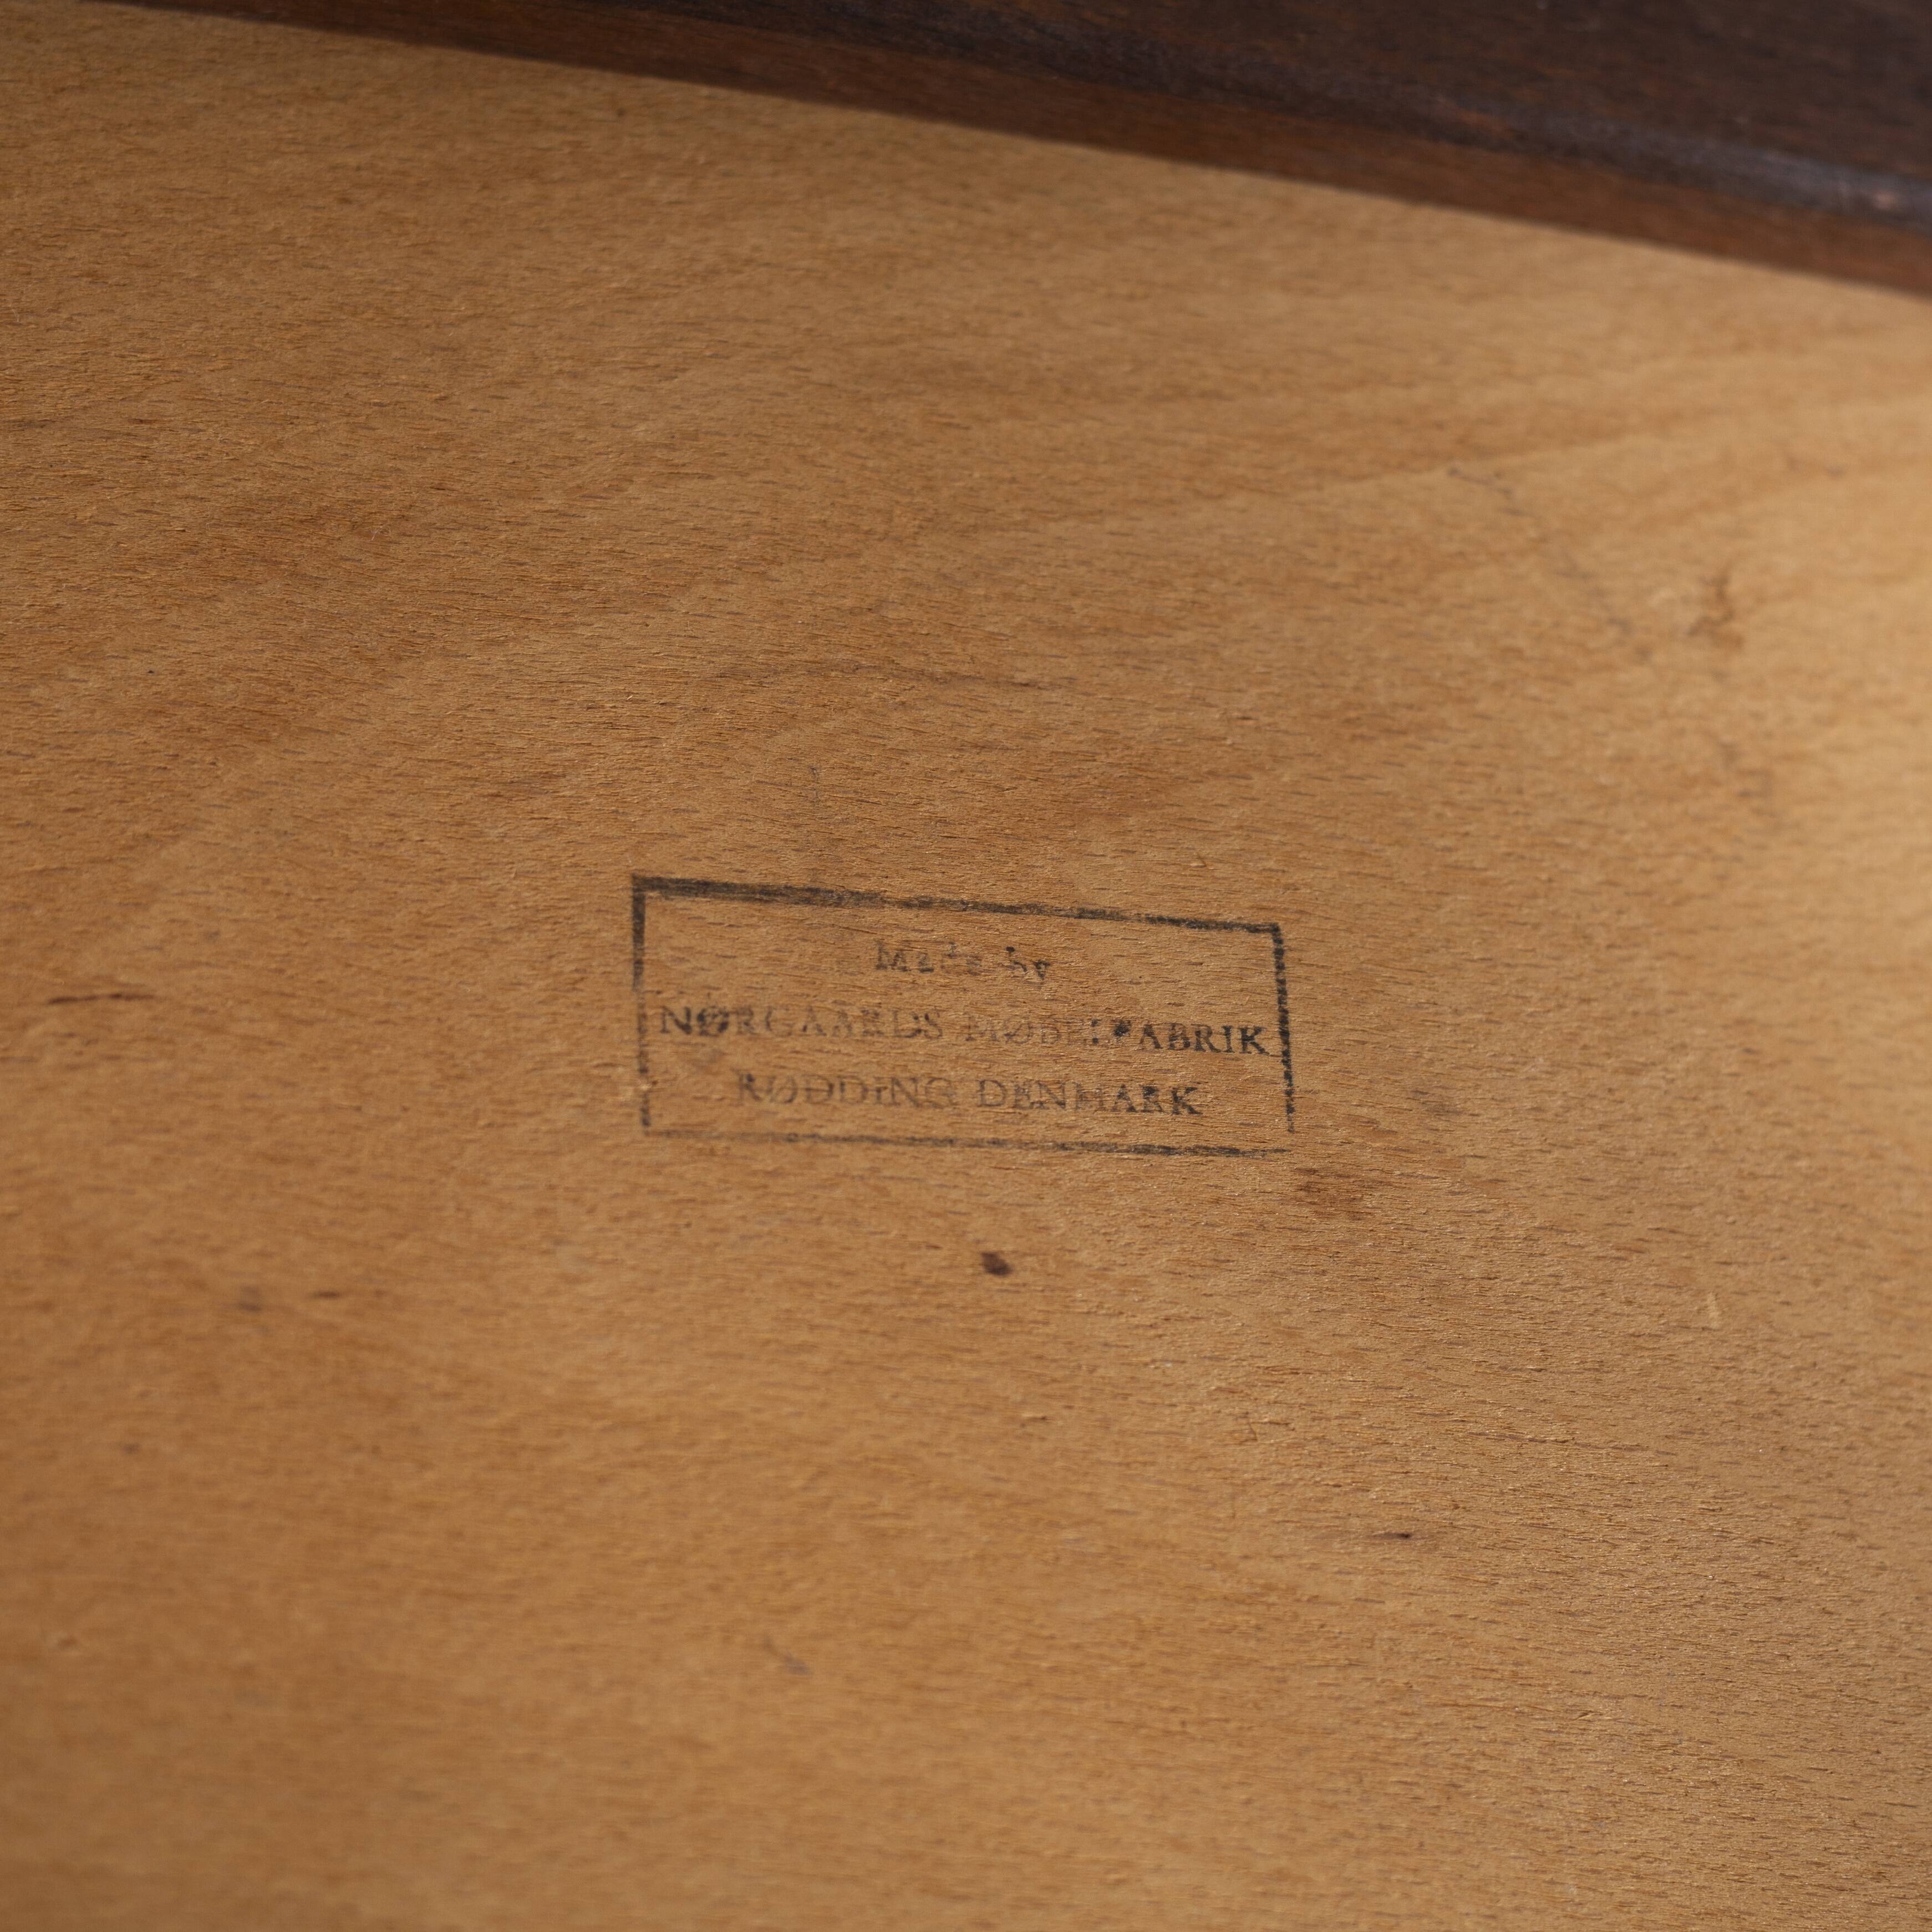 Made by
NØRGAARDS MØBELFABRIK
RØDDING DENMARK